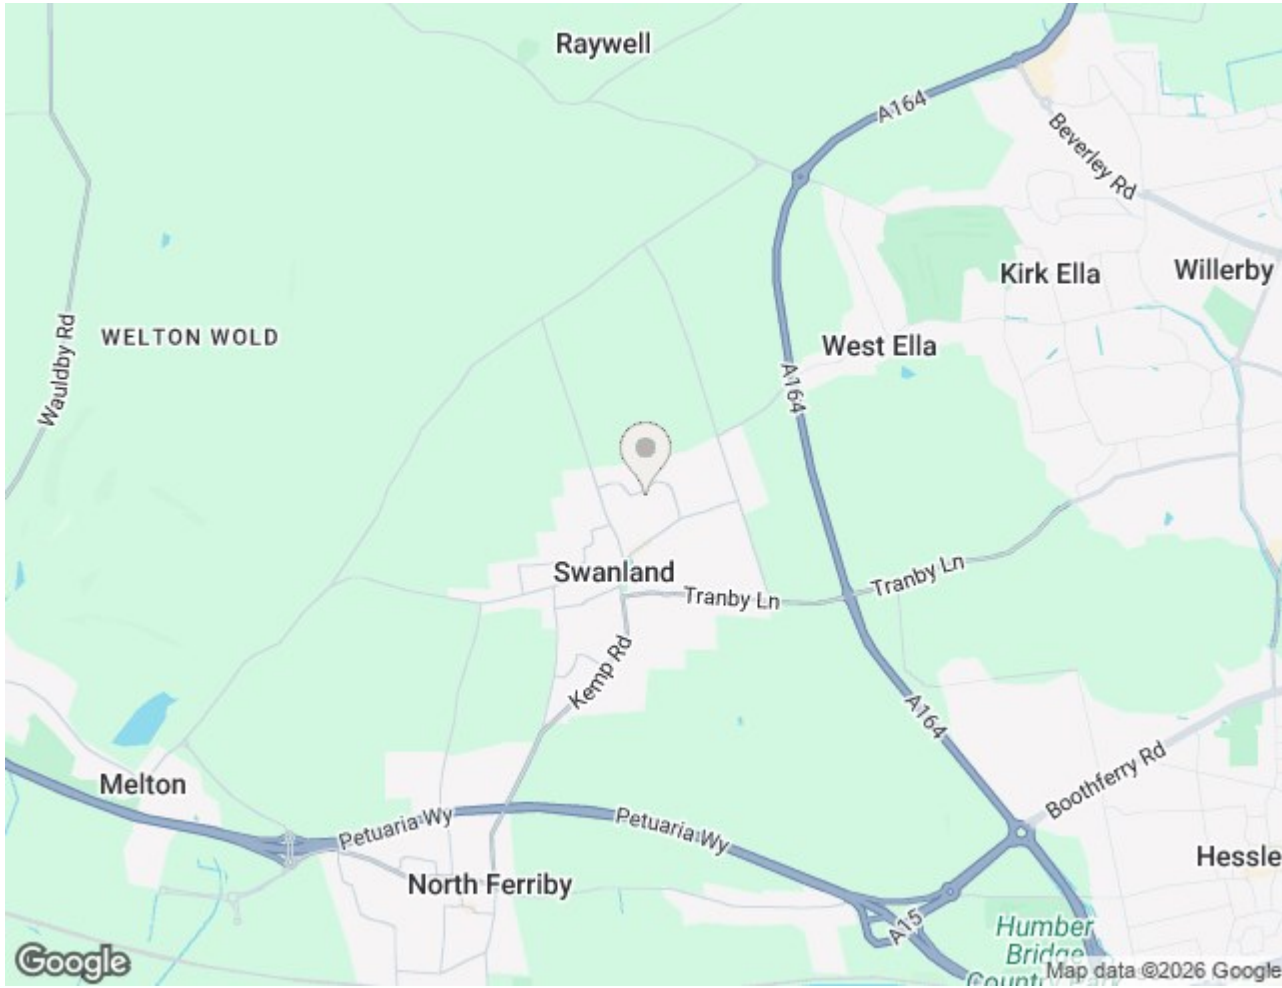 Raywell
A164
Beverley Rd
Kirk Ella
Willerby
WELTON WOLD
Wauldby Rd
West Ella
A164
Swanland
Tranby Ln
Tranby Ln
Kemp Rd
A164
Boothferry Rd
Melton
Petuaria Wy
Petuaria Wy
North Ferriby
Hessle
A15
Humber
Bridge
Country Park
Google
Map data ©2026 Google